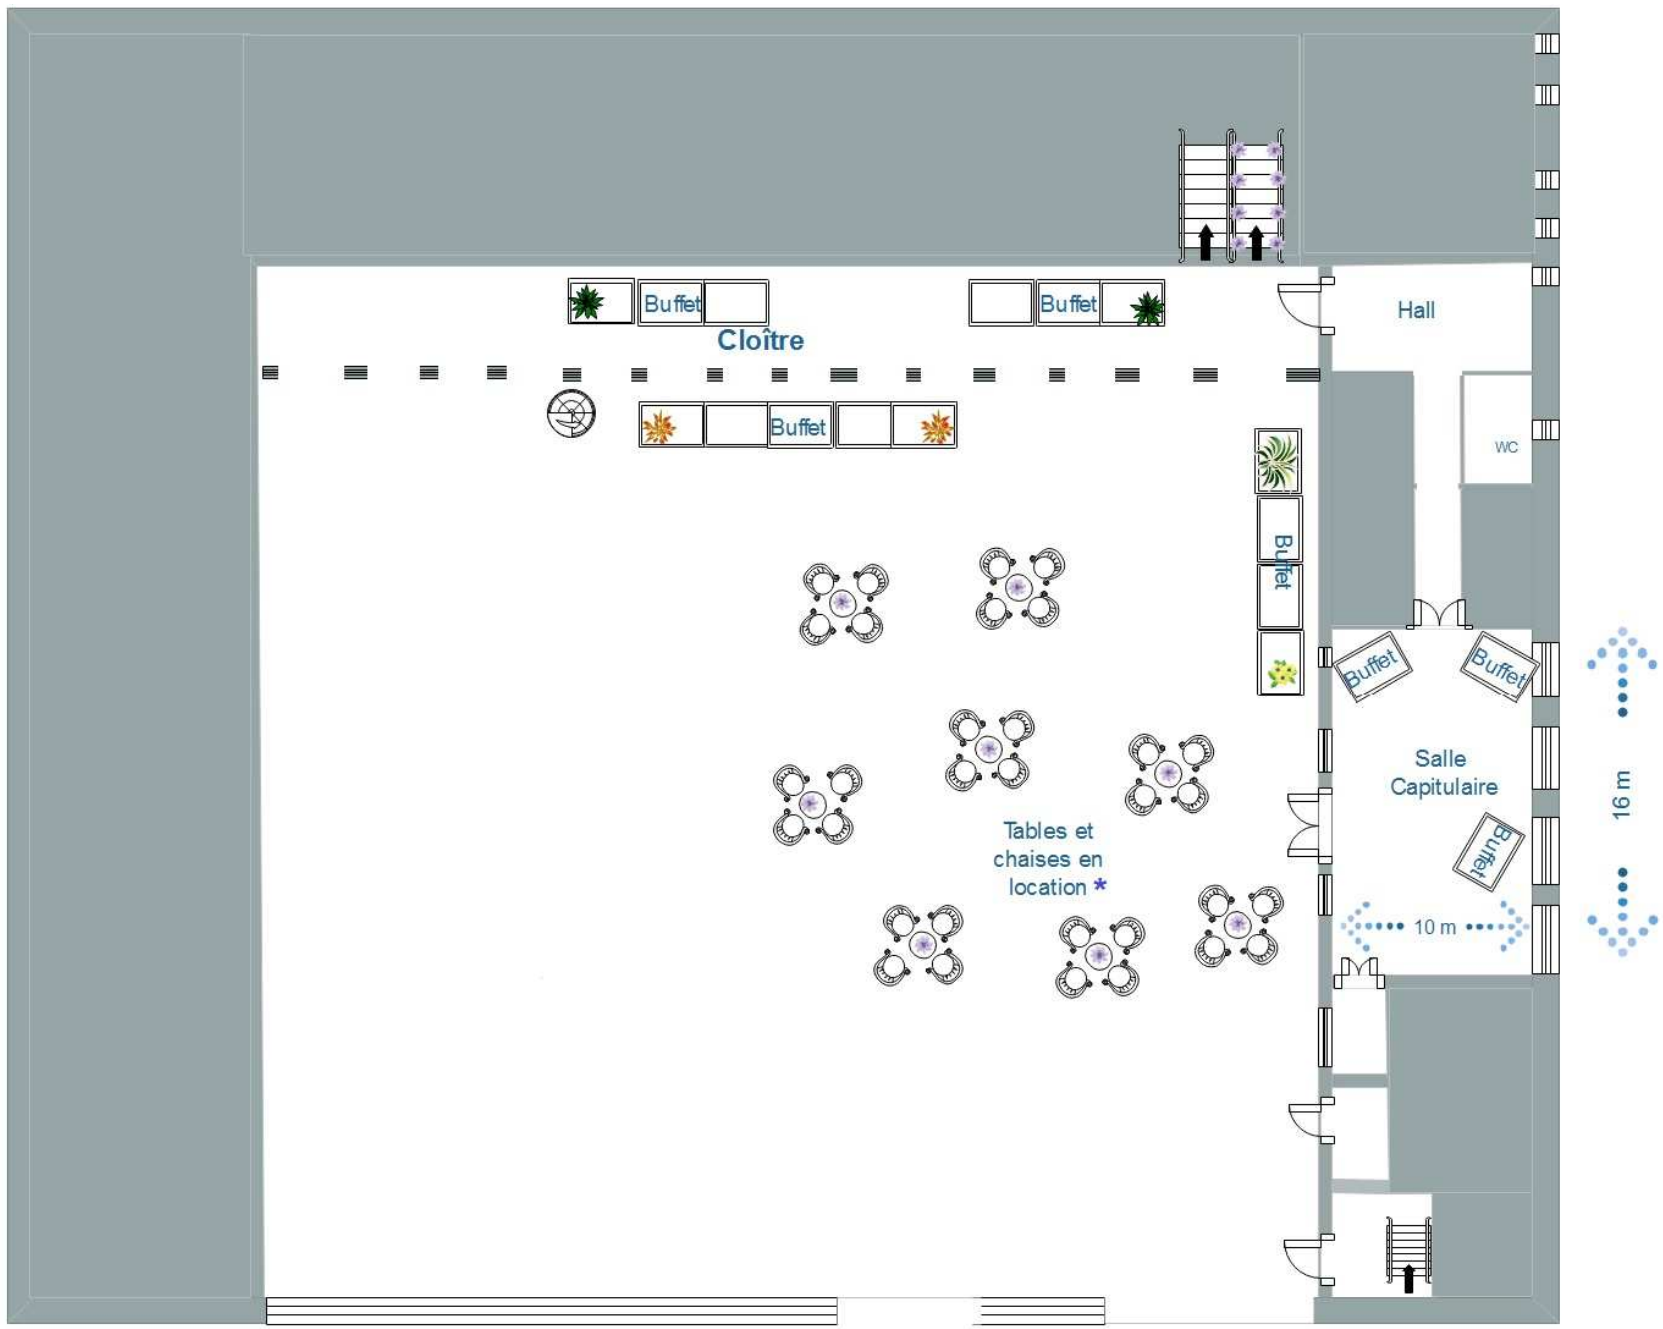 Buffet
Buffet
Hall
Cloître
Buffet
WC
Buffet
Buffet
Buffet
Salle
Capitulaire
16 m
Tables et
chaises en
location *
Buffet
10 m